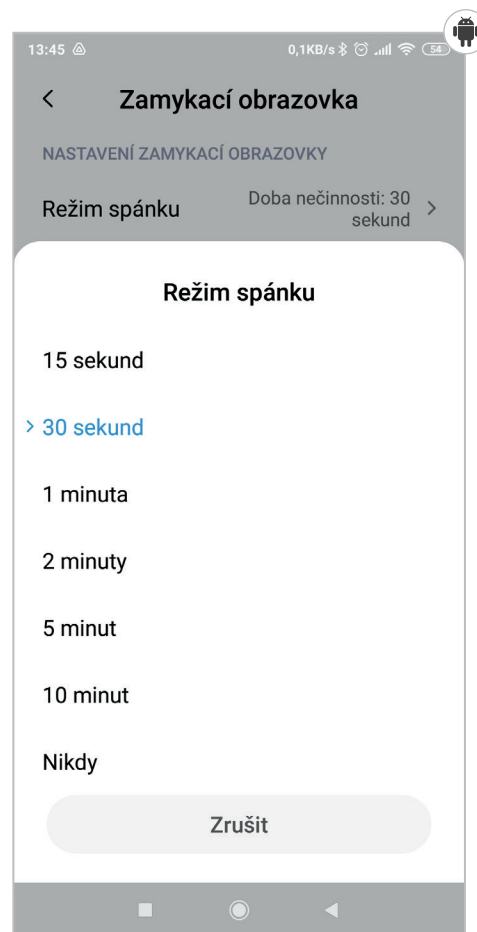 13:45 0,1KB/s 54
Zamykací obrazovka
NASTAVENÍ ZAMYKACÍ OBRAZOVKY
Režim spánku Doba nečinnosti: 30
sekund
Režim spánku
15 sekund
30 sekund
1 minuta
2 minuty
5 minut
10 minut
Nikdy
Zrušit